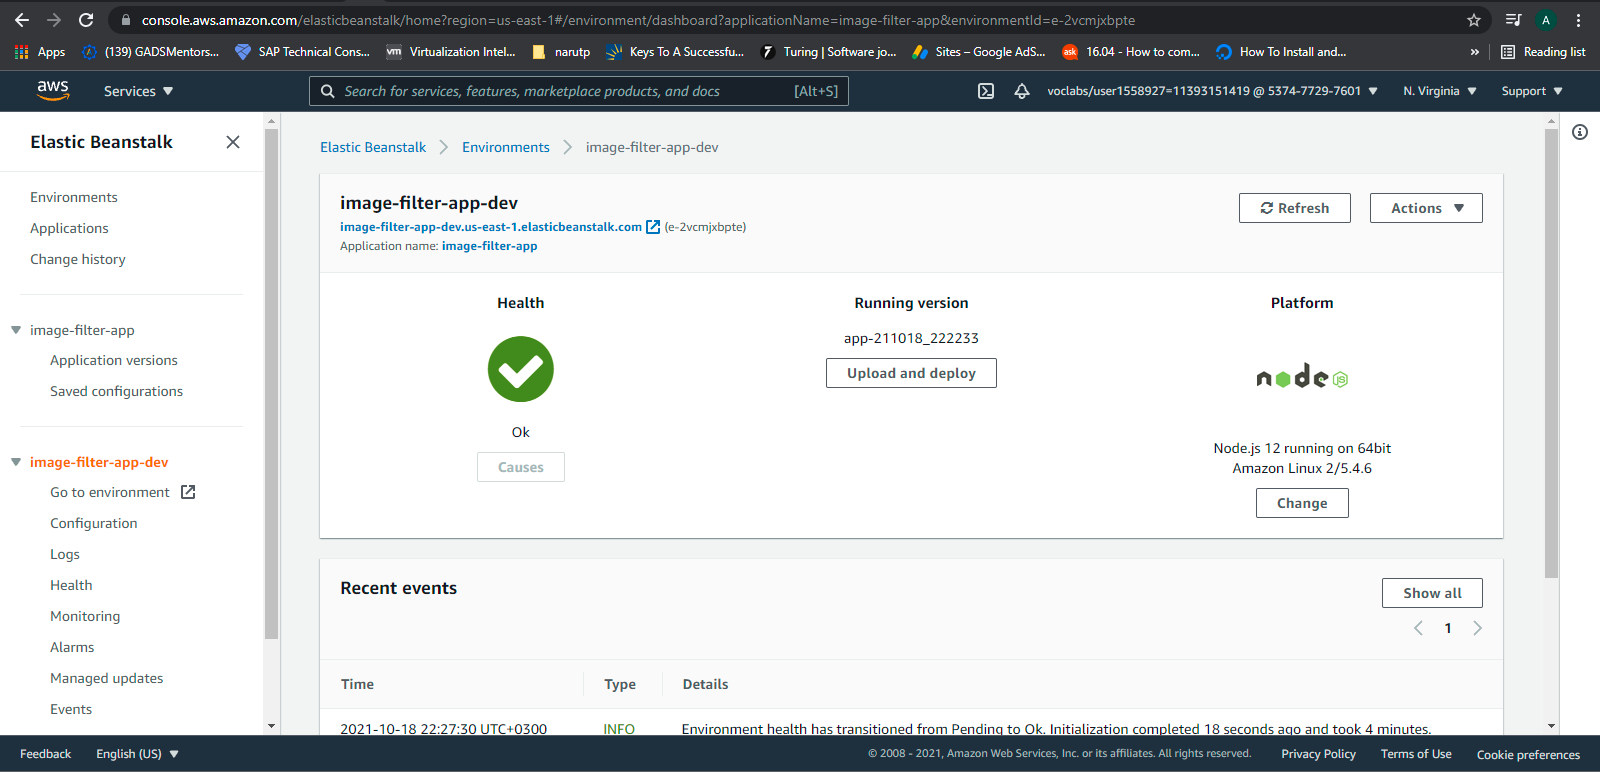 console.aws.amazon.com/elasticbeanstalk/home?region=us-east-1#/environment/dashboard?applicationName=image-filter-app&environmentId=e-2vcmjxbpte
A
Apps
(139) GADSMentors...
SAP Technical Cons...
vm Virtualization Intel...
narutp
Keys To A Successfu...
Turing | Software jo...
Sites – Google AdS...
ask 16.04 - How to com...
How To Install and...
»
Reading list
aws
Services
Search for services, features, marketplace products, and docs [Alt+S]
voclabs/user1558927=11393151419 @ 5374-7729-7601
N. Virginia
Support
Elastic Beanstalk
Environments
Applications
Change history
image-filter-app
Application versions
Saved configurations
image-filter-app-dev
Go to environment
Configuration
Logs
Health
Monitoring
Alarms
Managed updates
Events
Elastic Beanstalk > Environments > image-filter-app-dev
image-filter-app-dev
image-filter-app-dev.us-east-1.elasticbeanstalk.com (e-2vcmjxbpte)
Application name: image-filter-app
Refresh
Actions
Health
Ok
Causes
Running version
app-211018_222233
Upload and deploy
Platform
node JS
Node.js 12 running on 64bit
Amazon Linux 2/5.4.6
Change
Recent events
Show all
< 1 >
Time Type Details
2021-10-18 22:27:30 UTC+0300 INFO Environment health has transitioned from Pending to Ok. Initialization completed 18 seconds ago and took 4 minutes.
Feedback
English (US)
© 2008 - 2021, Amazon Web Services, Inc. or its affiliates. All rights reserved.
Privacy Policy
Terms of Use
Cookie preferences